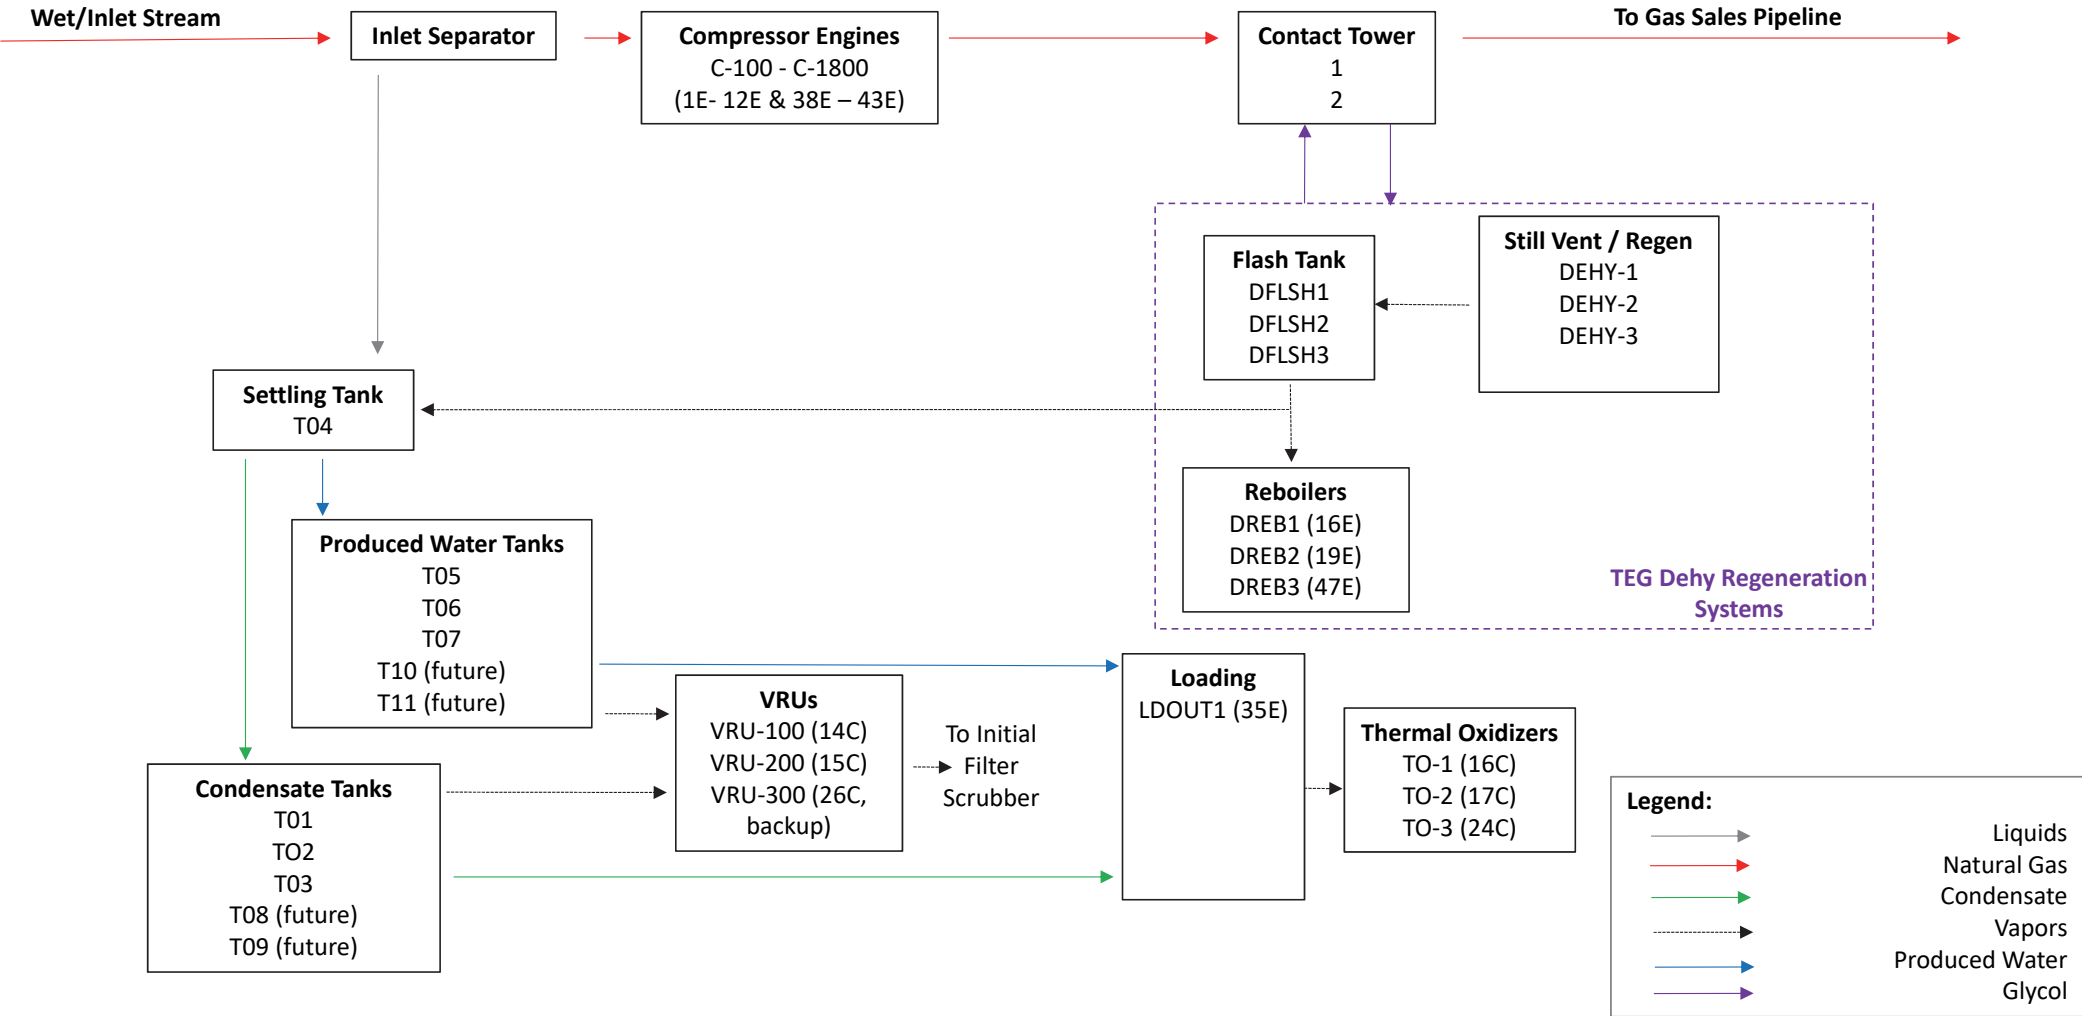 Wet/Inlet Stream
Inlet Separator
Compressor Engines
C-100 - C-1800
(1E- 12E & 38E – 43E)
Contact Tower
1
2
To Gas Sales Pipeline
Still Vent / Regen
DEHY-1
DEHY-2
DEHY-3
Flash Tank
DFLSH1
DFLSH2
DFLSH3
Settling Tank
T04
Reboilers
DREB1 (16E)
DREB2 (19E)
DREB3 (47E)
TEG Dehy Regeneration
Systems
Produced Water Tanks
T05
T06
T07
T10 (future)
T11 (future)
VRUs
VRU-100 (14C)
VRU-200 (15C)
VRU-300 (26C,
backup)
To Initial
Filter
Scrubber
Loading
LDOUT1 (35E)
Thermal Oxidizers
TO-1 (16C)
TO-2 (17C)
TO-3 (24C)
Condensate Tanks
T01
TO2
T03
T08 (future)
T09 (future)
Legend:
Liquids
Natural Gas
Condensate
Vapors
Produced Water
Glycol